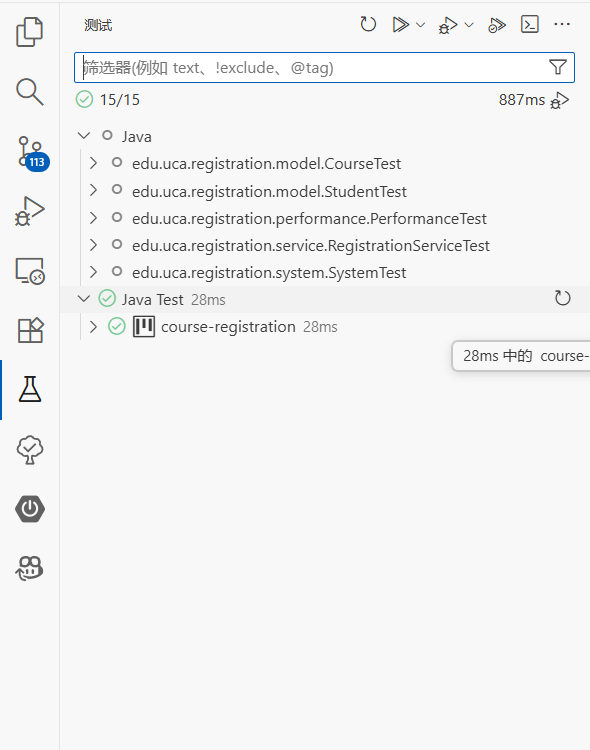 测试
筛选器(例如 text、!exclude、@tag)
15/15 887ms
113
Java
edu.uca.registration.model.CourseTest
edu.uca.registration.model.StudentTest
edu.uca.registration.performance.PerformanceTest
edu.uca.registration.service.RegistrationServiceTest
edu.uca.registration.system.SystemTest
Java Test 28ms
course-registration 28ms
28ms 中的 course-